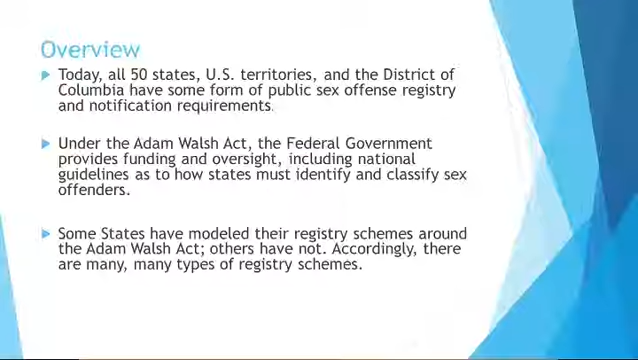 Overview
Today, all 50 states, U.S. territories, and the District of
Columbia have some form of public sex offense registry
and notification requirements.
Under the Adam Walsh Act, the Federal Government
provides funding and oversight, including national
guidelines as to how states must identify and classify sex
offenders.
Some States have modeled their registry schemes around
the Adam Walsh Act; others have not. Accordingly, there
are many, many types of registry schemes.